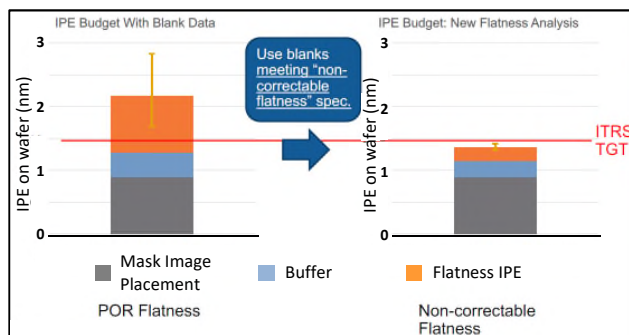 IPE Budget With Blank Data
IPE Budget: New Flatness Analysis
3
2
1
0
IPE on wafer (nm)
Use blanks
meeting “non-
correctable
flatness” spec.
3
2
1
0
IPE on wafer (nm)
ITRS
TGT
Mask Image
Placement
Buffer
Flatness IPE
POR Flatness
Non-correctable
Flatness